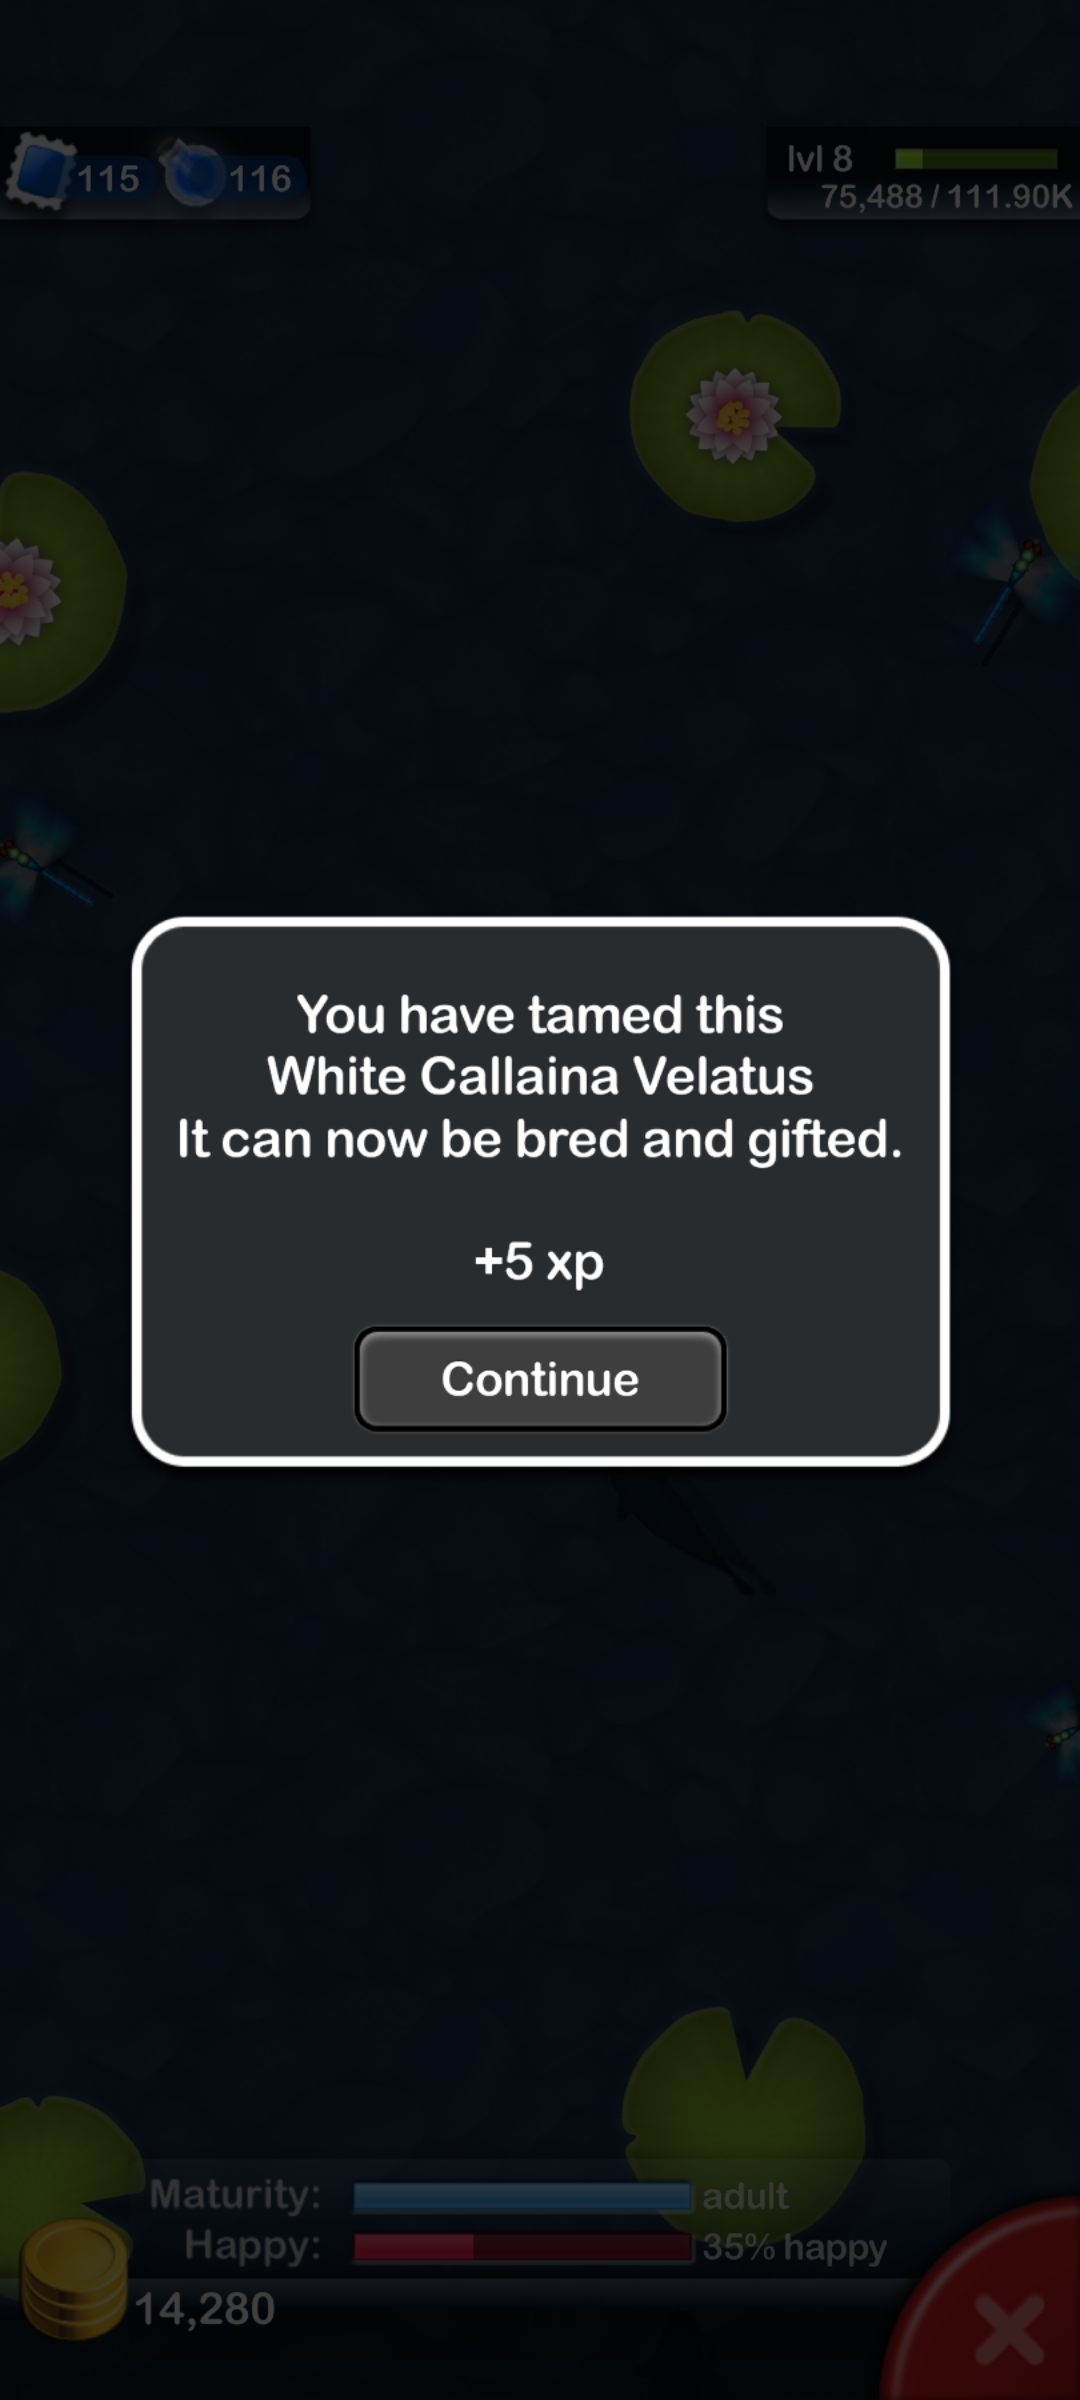 115 116
lvl 8
75,488 / 111.90K
You have tamed this
White Callaina Velatus
It can now be bred and gifted.
+5 xp
Continue
Maturity: adult
Happy: 35% happy
14,280